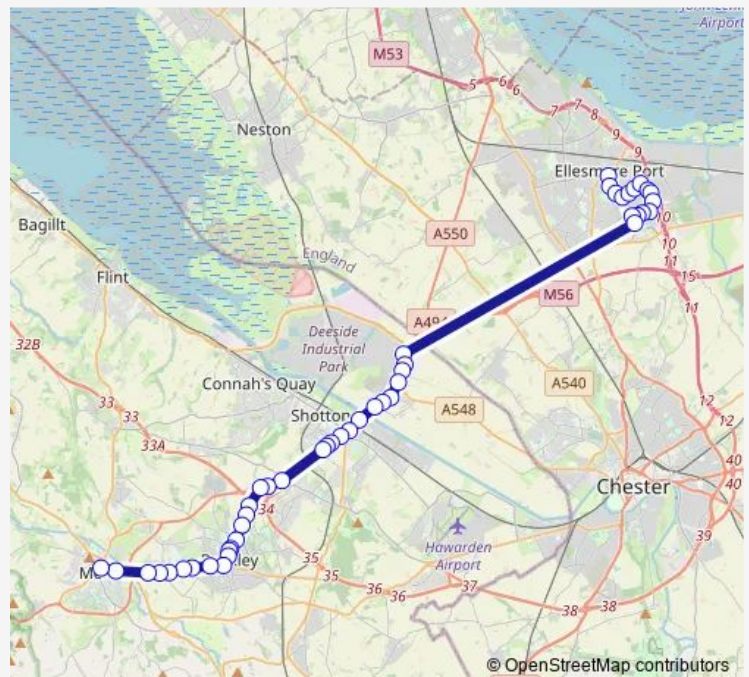 Airport
M53
5
6
6
7
7
8
8
9
9
Neston
Ellesmere Port
Bagillt
A550
10
England
10
Flint
M56
15
11
11
Deeside
Industrial
Park
32B
Connah's Quay
A540
33
33
Shotton
A548
12
12
33A
40
40
Chester
34
39
Hawarden
Airport
35
35
36
36
37
38
38
© OpenStreetMap contributors